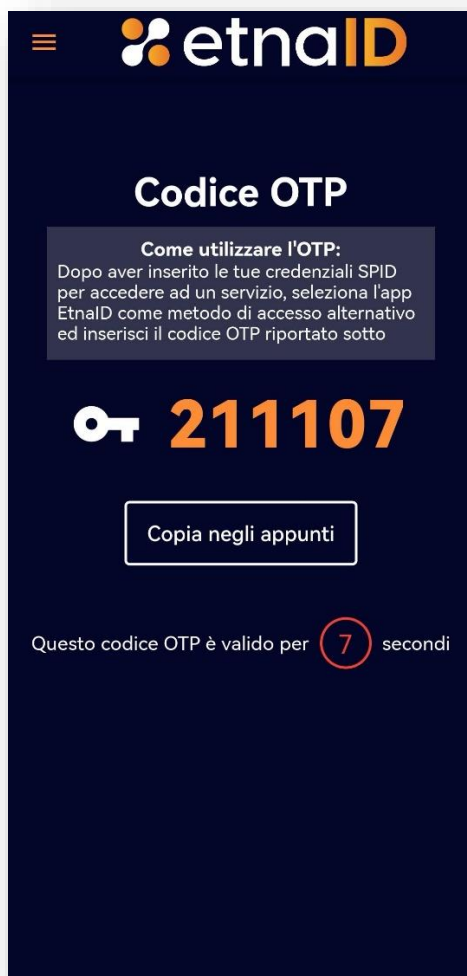 etnaID
Codice OTP
Come utilizzare l'OTP:
Dopo aver inserito le tue credenziali SPID
per accedere ad un servizio, seleziona l'app
EtnaID come metodo di accesso alternativo
ed inserisci il codice OTP riportato sotto
211107
Copia negli appunti
Questo codice OTP è valido per 7 secondi